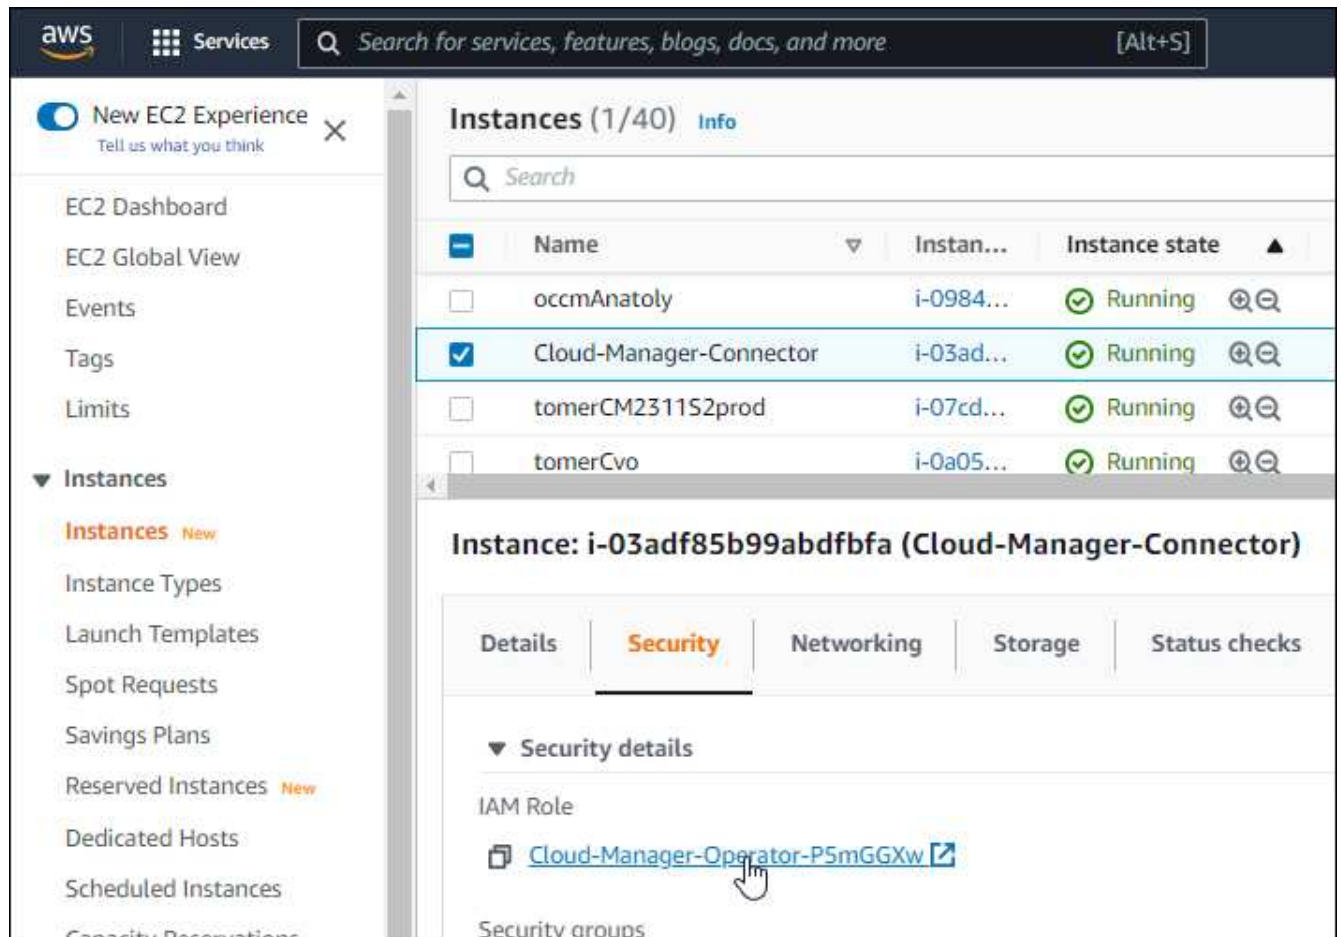 aws
Services
Search for services, features, blogs, docs, and more
[Alt+S]
New EC2 Experience
Tell us what you think
EC2 Dashboard
EC2 Global View
Events
Tags
Limits
Instances
Instances New
Instance Types
Launch Templates
Spot Requests
Savings Plans
Reserved Instances New
Dedicated Hosts
Scheduled Instances
Capacity Reservations
Instances (1/40) Info
Search
Name Instan... Instance state
occmAnatoly i-0984... Running
Cloud-Manager-Connector i-03ad... Running
tomerCM2311S2prod i-07cd... Running
tomerCvo i-0a05... Running
Instance: i-03adf85b99abdfbfa (Cloud-Manager-Connector)
Details Security Networking Storage Status checks
Security details
IAM Role
Cloud-Manager-Operator-P5mGGXw
Security groups